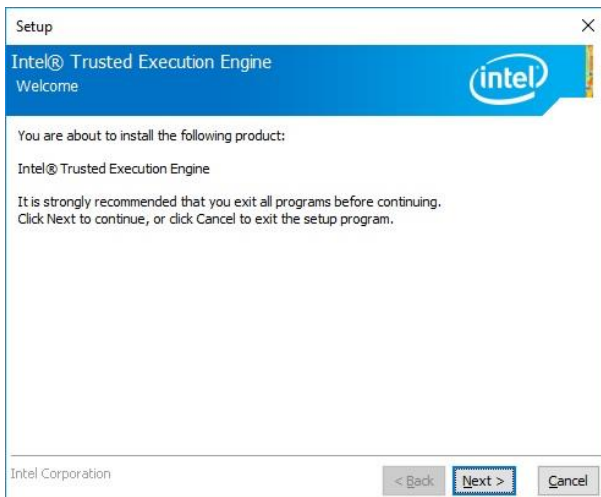 Setup
Intel® Trusted Execution Engine
Welcome
intel
You are about to install the following product:
Intel® Trusted Execution Engine
It is strongly recommended that you exit all programs before continuing.
Click Next to continue, or click Cancel to exit the setup program.
Intel Corporation
< Back Next > Cancel